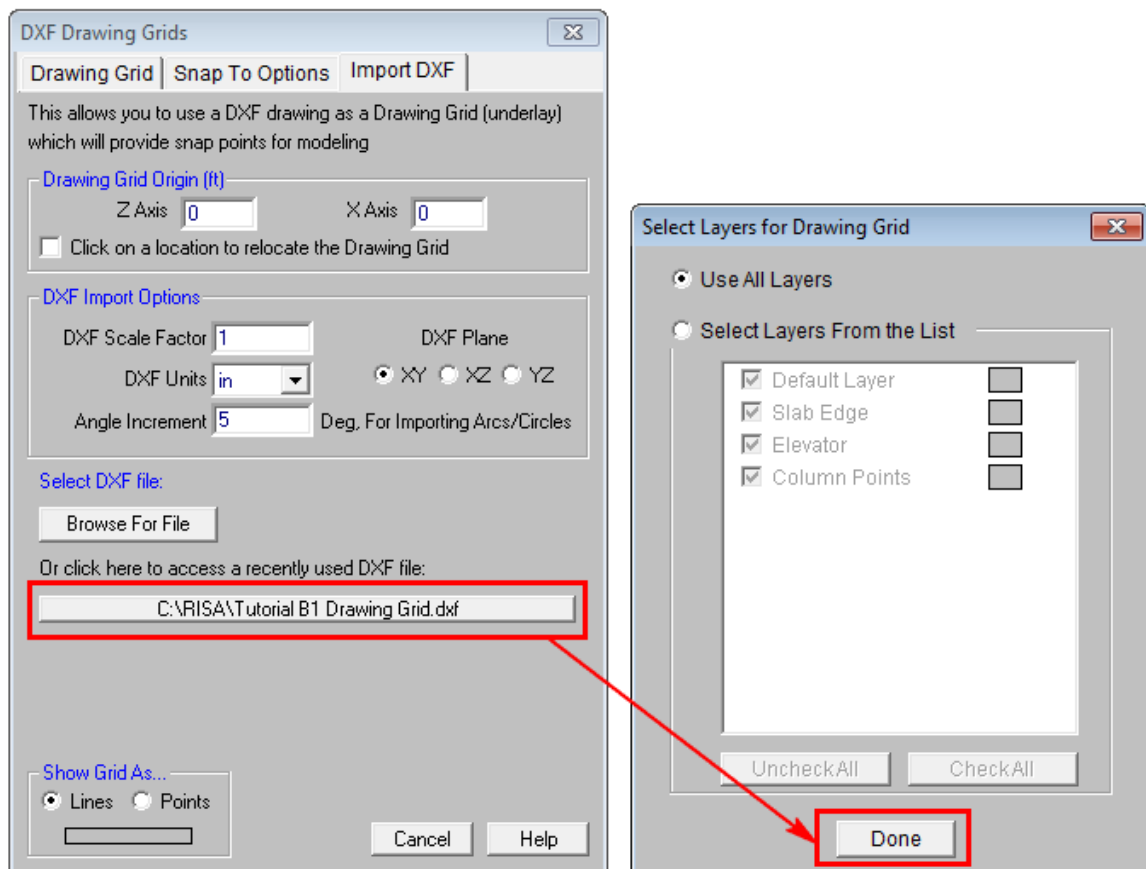 DXF Drawing Grids
Drawing Grid
Snap To Options
Import DXF
This allows you to use a DXF drawing as a Drawing Grid (underlay)
which will provide snap points for modeling
Drawing Grid Origin (ft)
Z Axis 0 X Axis 0
Click on a location to relocate the Drawing Grid
DXF Import Options
DXF Scale Factor 1 DXF Plane
DXF Units in XY XZ YZ
Angle Increment 5 Deg, For Importing Arcs/Circles
Select DXF file:
Browse For File
Or click here to access a recently used DXF file:
C:\RISA\Tutorial B1 Drawing Grid.dxf
Show Grid As...
Lines Points
Cancel Help
Select Layers for Drawing Grid
Use All Layers
Select Layers From the List
Default Layer
Slab Edge
Elevator
Column Points
UncheckAll CheckAll
Done